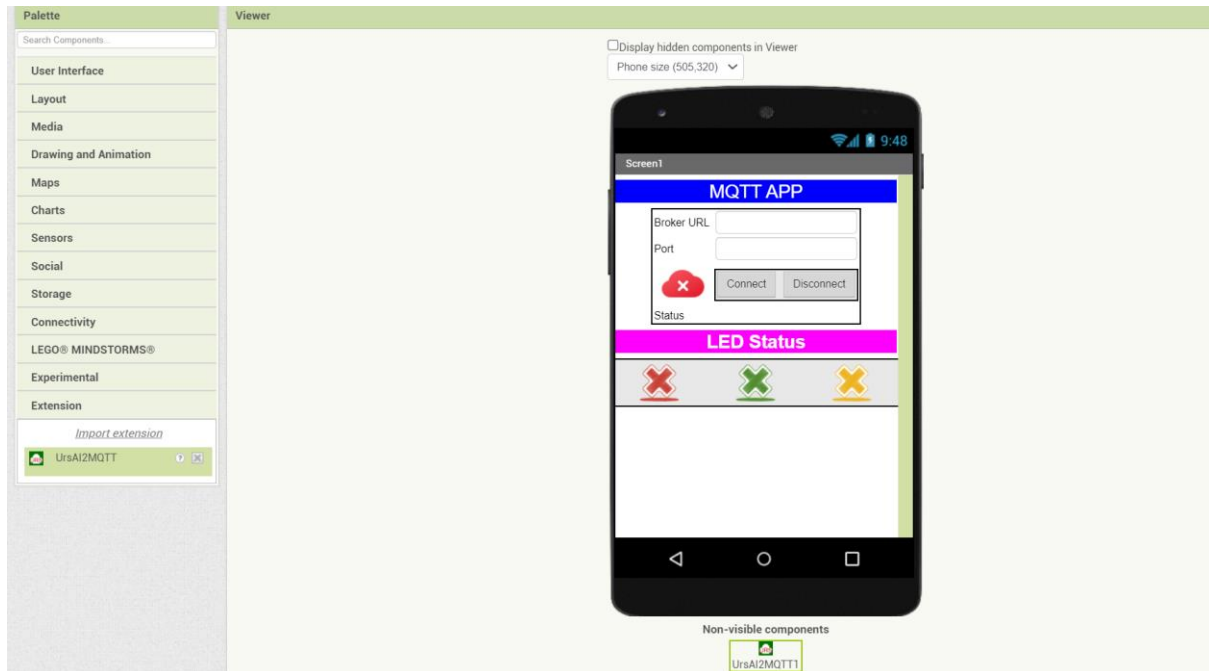 Palette
Search Components...
User Interface
Layout
Media
Drawing and Animation
Maps
Charts
Sensors
Social
Storage
Connectivity
LEGO® MINDSTORMS®
Experimental
Extension
Import extension
UrsAI2MQTT
Viewer
Display hidden components in Viewer
Phone size (505,320)
9:48
Screen1
MQTT APP
Broker URL
Port
Connect Disconnect
Status
LED Status
Non-visible components
UrsAI2MQTT1